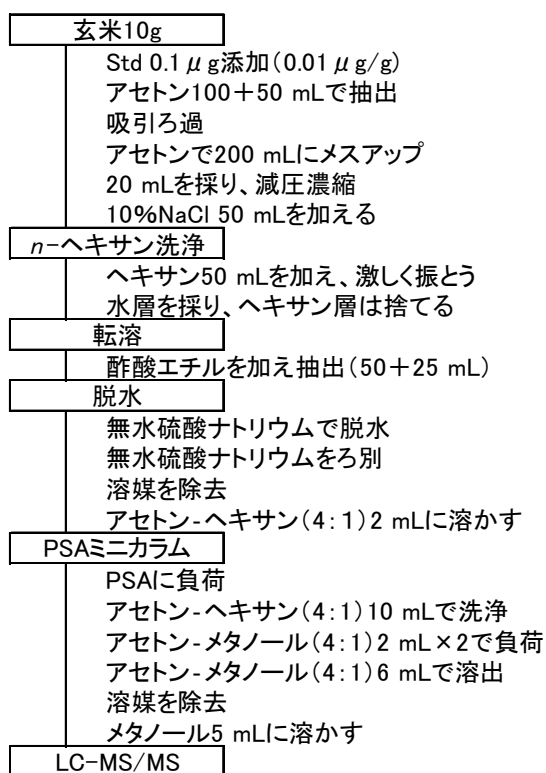 玄米10g
Std 0.1μg添加(0.01μg/g)
アセトン100+50 mLで抽出
吸引ろ過
アセトンで200 mLにメスアップ
20 mLを採り、減圧濃縮
10%NaCl 50 mLを加える
n-ヘキサン洗浄
ヘキサン50 mLを加え、激しく振とう
水層を採り、ヘキサン層は捨てる
転溶
酢酸エチルを加え抽出(50+25 mL)
脱水
無水硫酸ナトリウムで脱水
無水硫酸ナトリウムをろ別
溶媒を除去
アセトン-ヘキサン(4:1)2 mLに溶かす
PSAミニカラム
PSAに負荷
アセトン-ヘキサン(4:1)10 mLで洗浄
アセトン-メタノール(4:1)2 mL×2で負荷
アセトン-メタノール(4:1)6 mLで溶出
溶媒を除去
メタノール5 mLに溶かす
LC-MS/MS